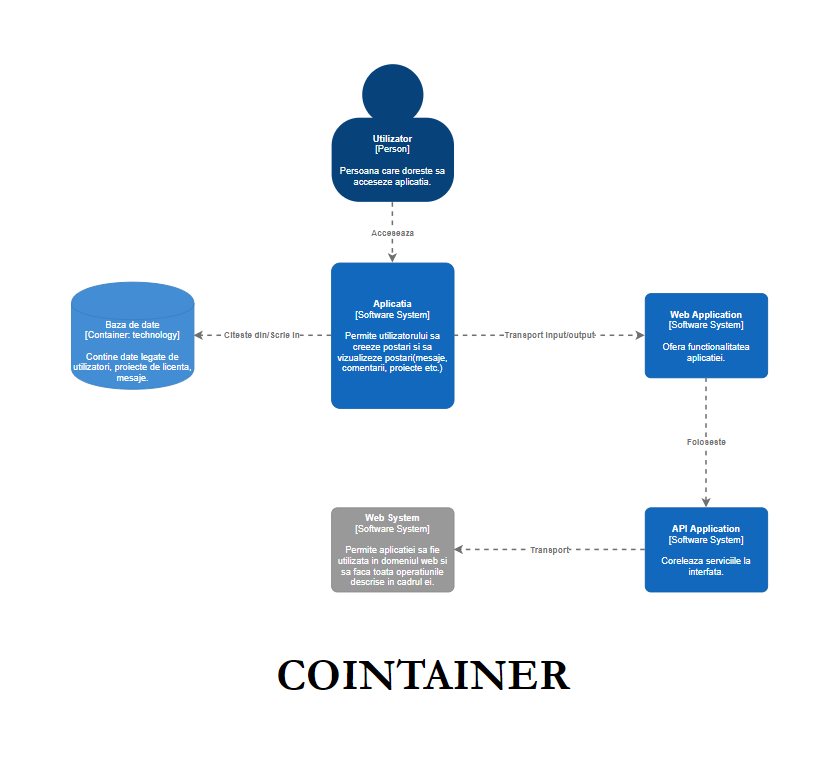 Utilizator
[Person]
Persoana care doreste sa
acceseze aplicatia.
Acceseaza
Baza de date
[Container: technology]
Contine date legate de
utilizatori, proiecte de licenta,
mesaje.
Citeste din/Scrie in
Aplicatia
[Software System]
Permite utilizatorului sa
creeze postari si sa
vizualizeze postari(mesaje,
comentarii, proiecte etc.)
Transport input/output
Web Application
[Software System]
Ofera functionalitatea
aplicatiei.
Foloseste
Web System
[Software System]
Permite aplicatiei sa fie
utilizata in domeniul web si
sa faca toata operatiunile
descrise in cadrul ei.
Transport
API Application
[Software System]
Coreleaza serviciile la
interfata.
COINTAINER